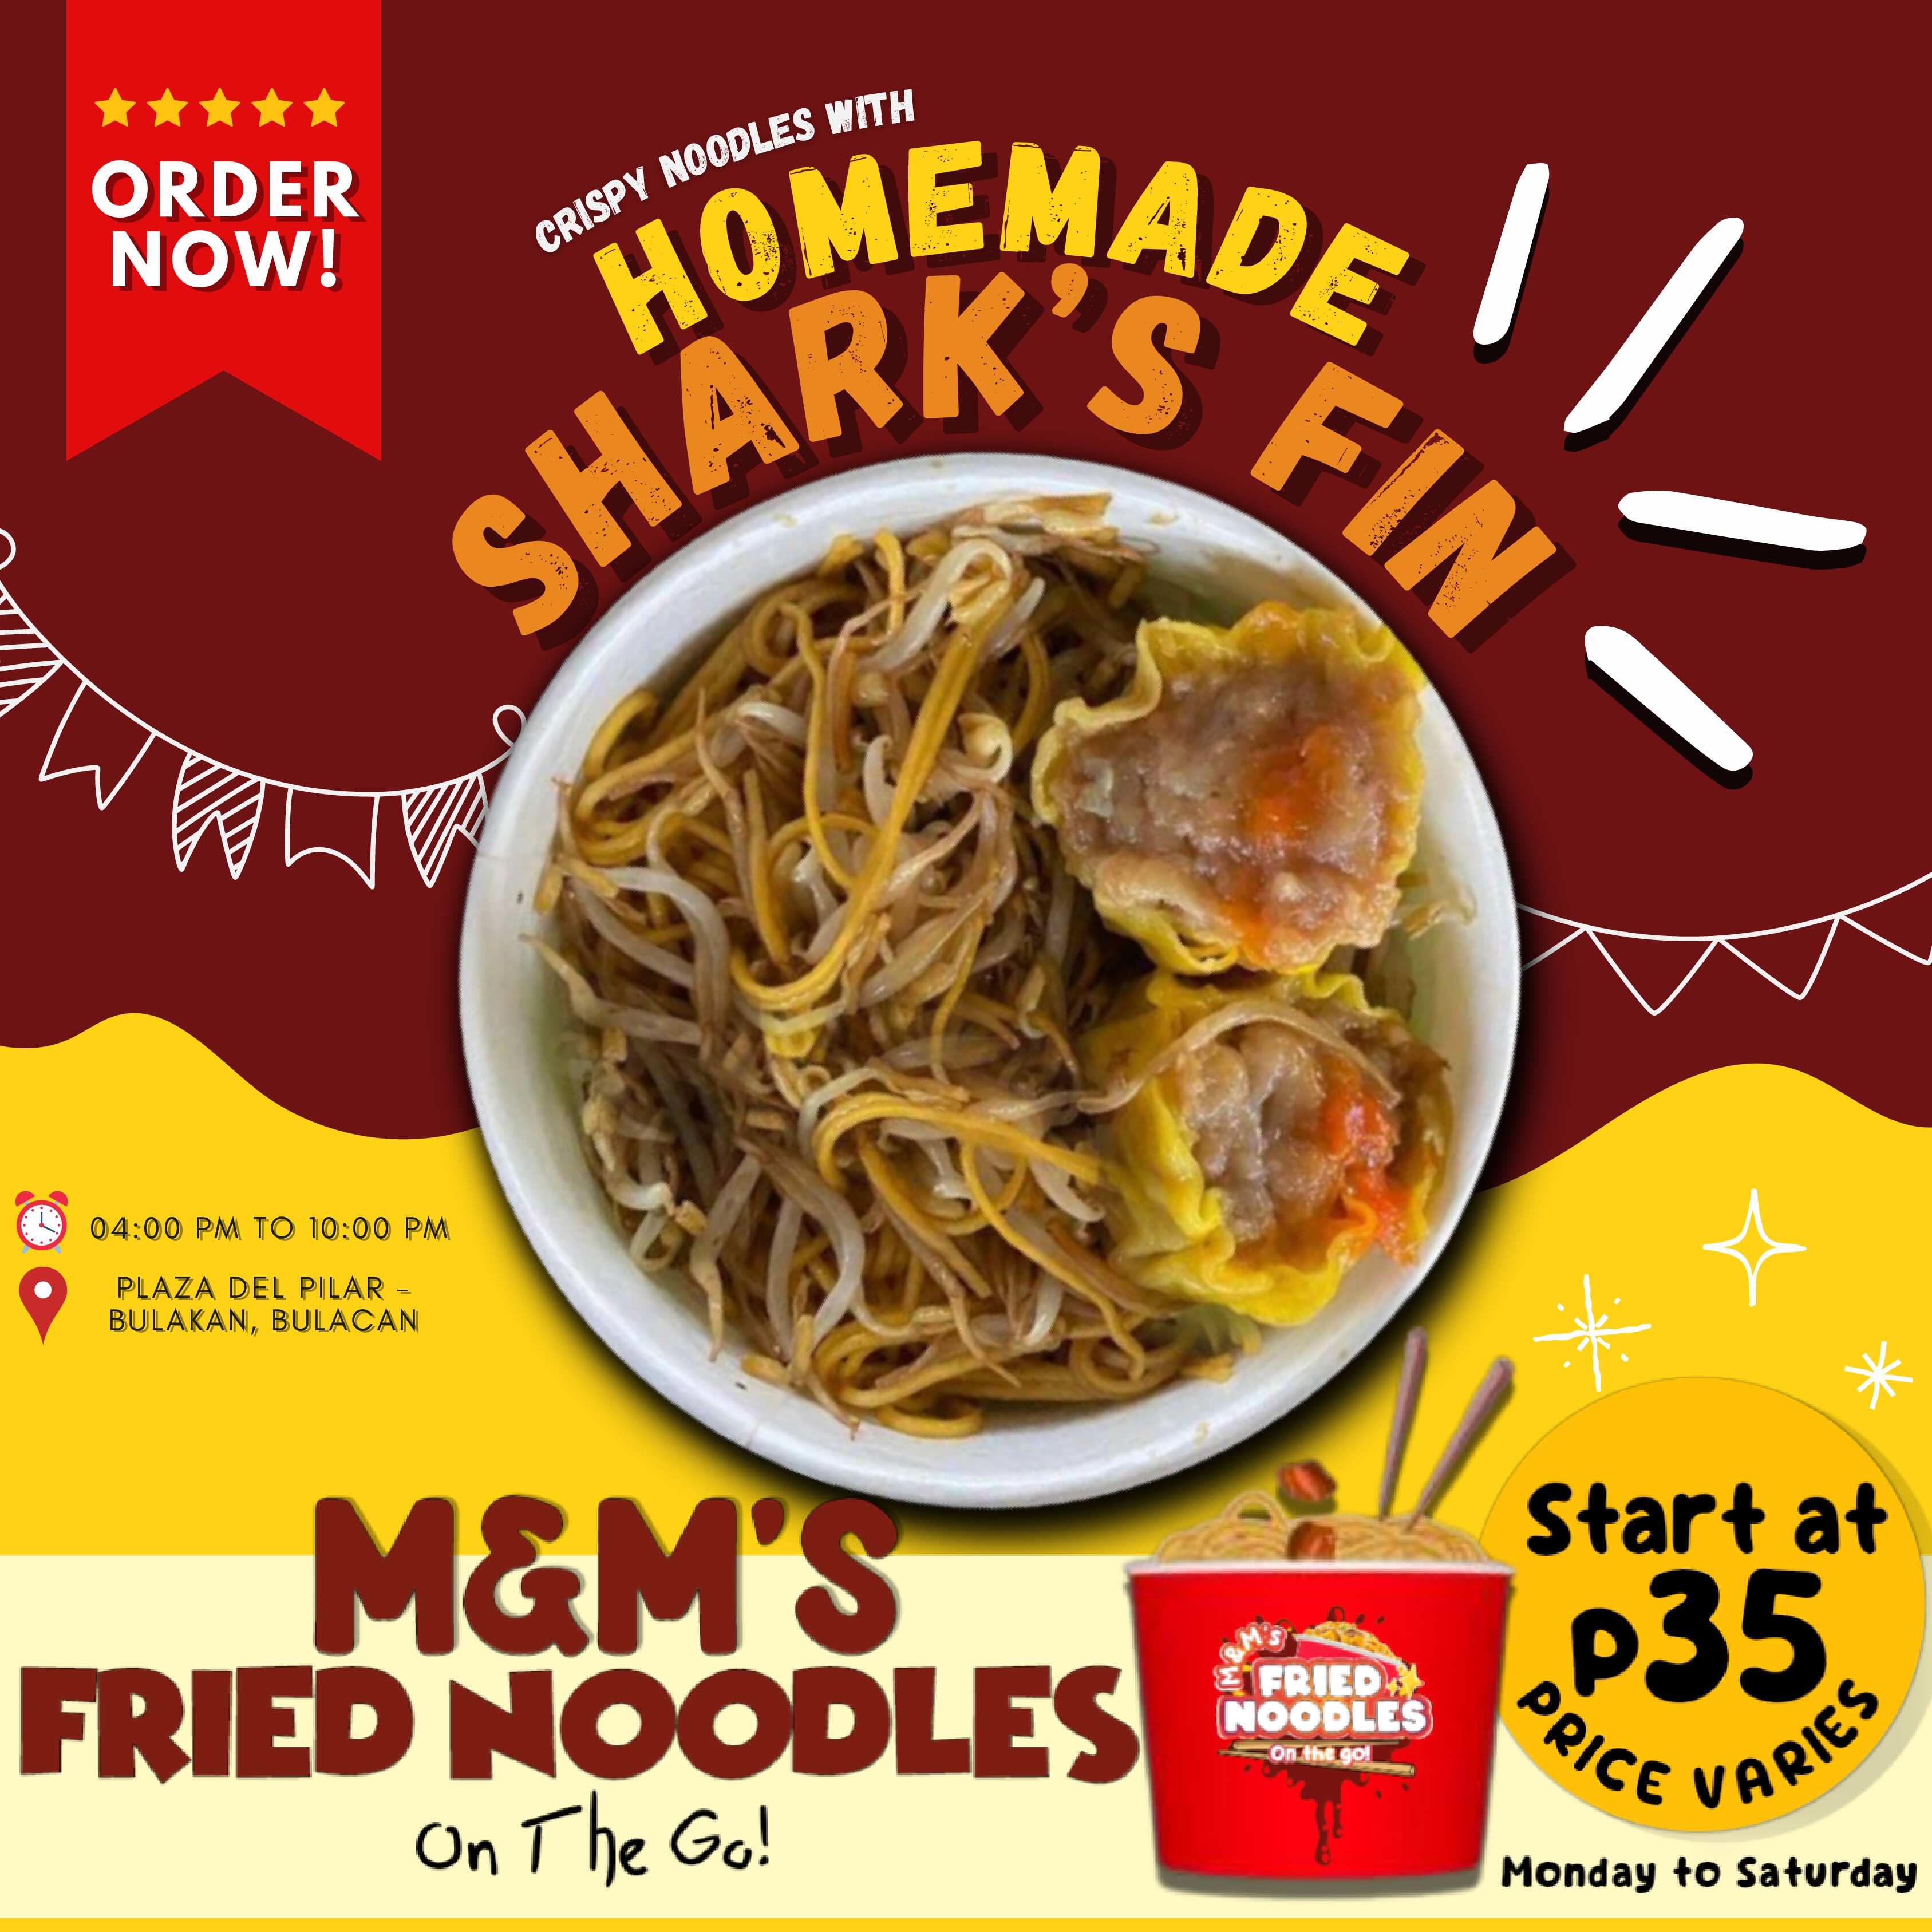 ORDER
NOW!
CRISPY NOODLES WITH
HOMEMADE
SHARK'S FIN
04:00 PM TO 10:00 PM
PLAZA DEL PILAR -
BULAKAN, BULACAN
M&M'S
FRIED NOODLES
On The Go!
M&M's
FRIED
NOODLES
On the go!
Start at
P35
PRICE VARIES
Monday to Saturday